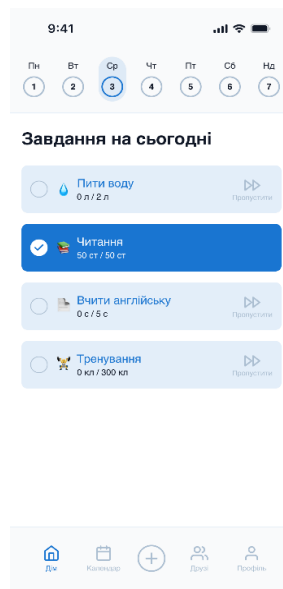 9:41
Пн Вт Ср Чт Пт Сб Нд
1 2 3 4 5 6 7
Завдання на сьогодні
Пити воду
0 л / 2 л
Пропустити
Читання
50 ст / 50 ст
Вчити англійську
0 с / 5 с
Пропустити
Тренування
0 кл / 300 кл
Пропустити
Дім Календар Друзі Профіль